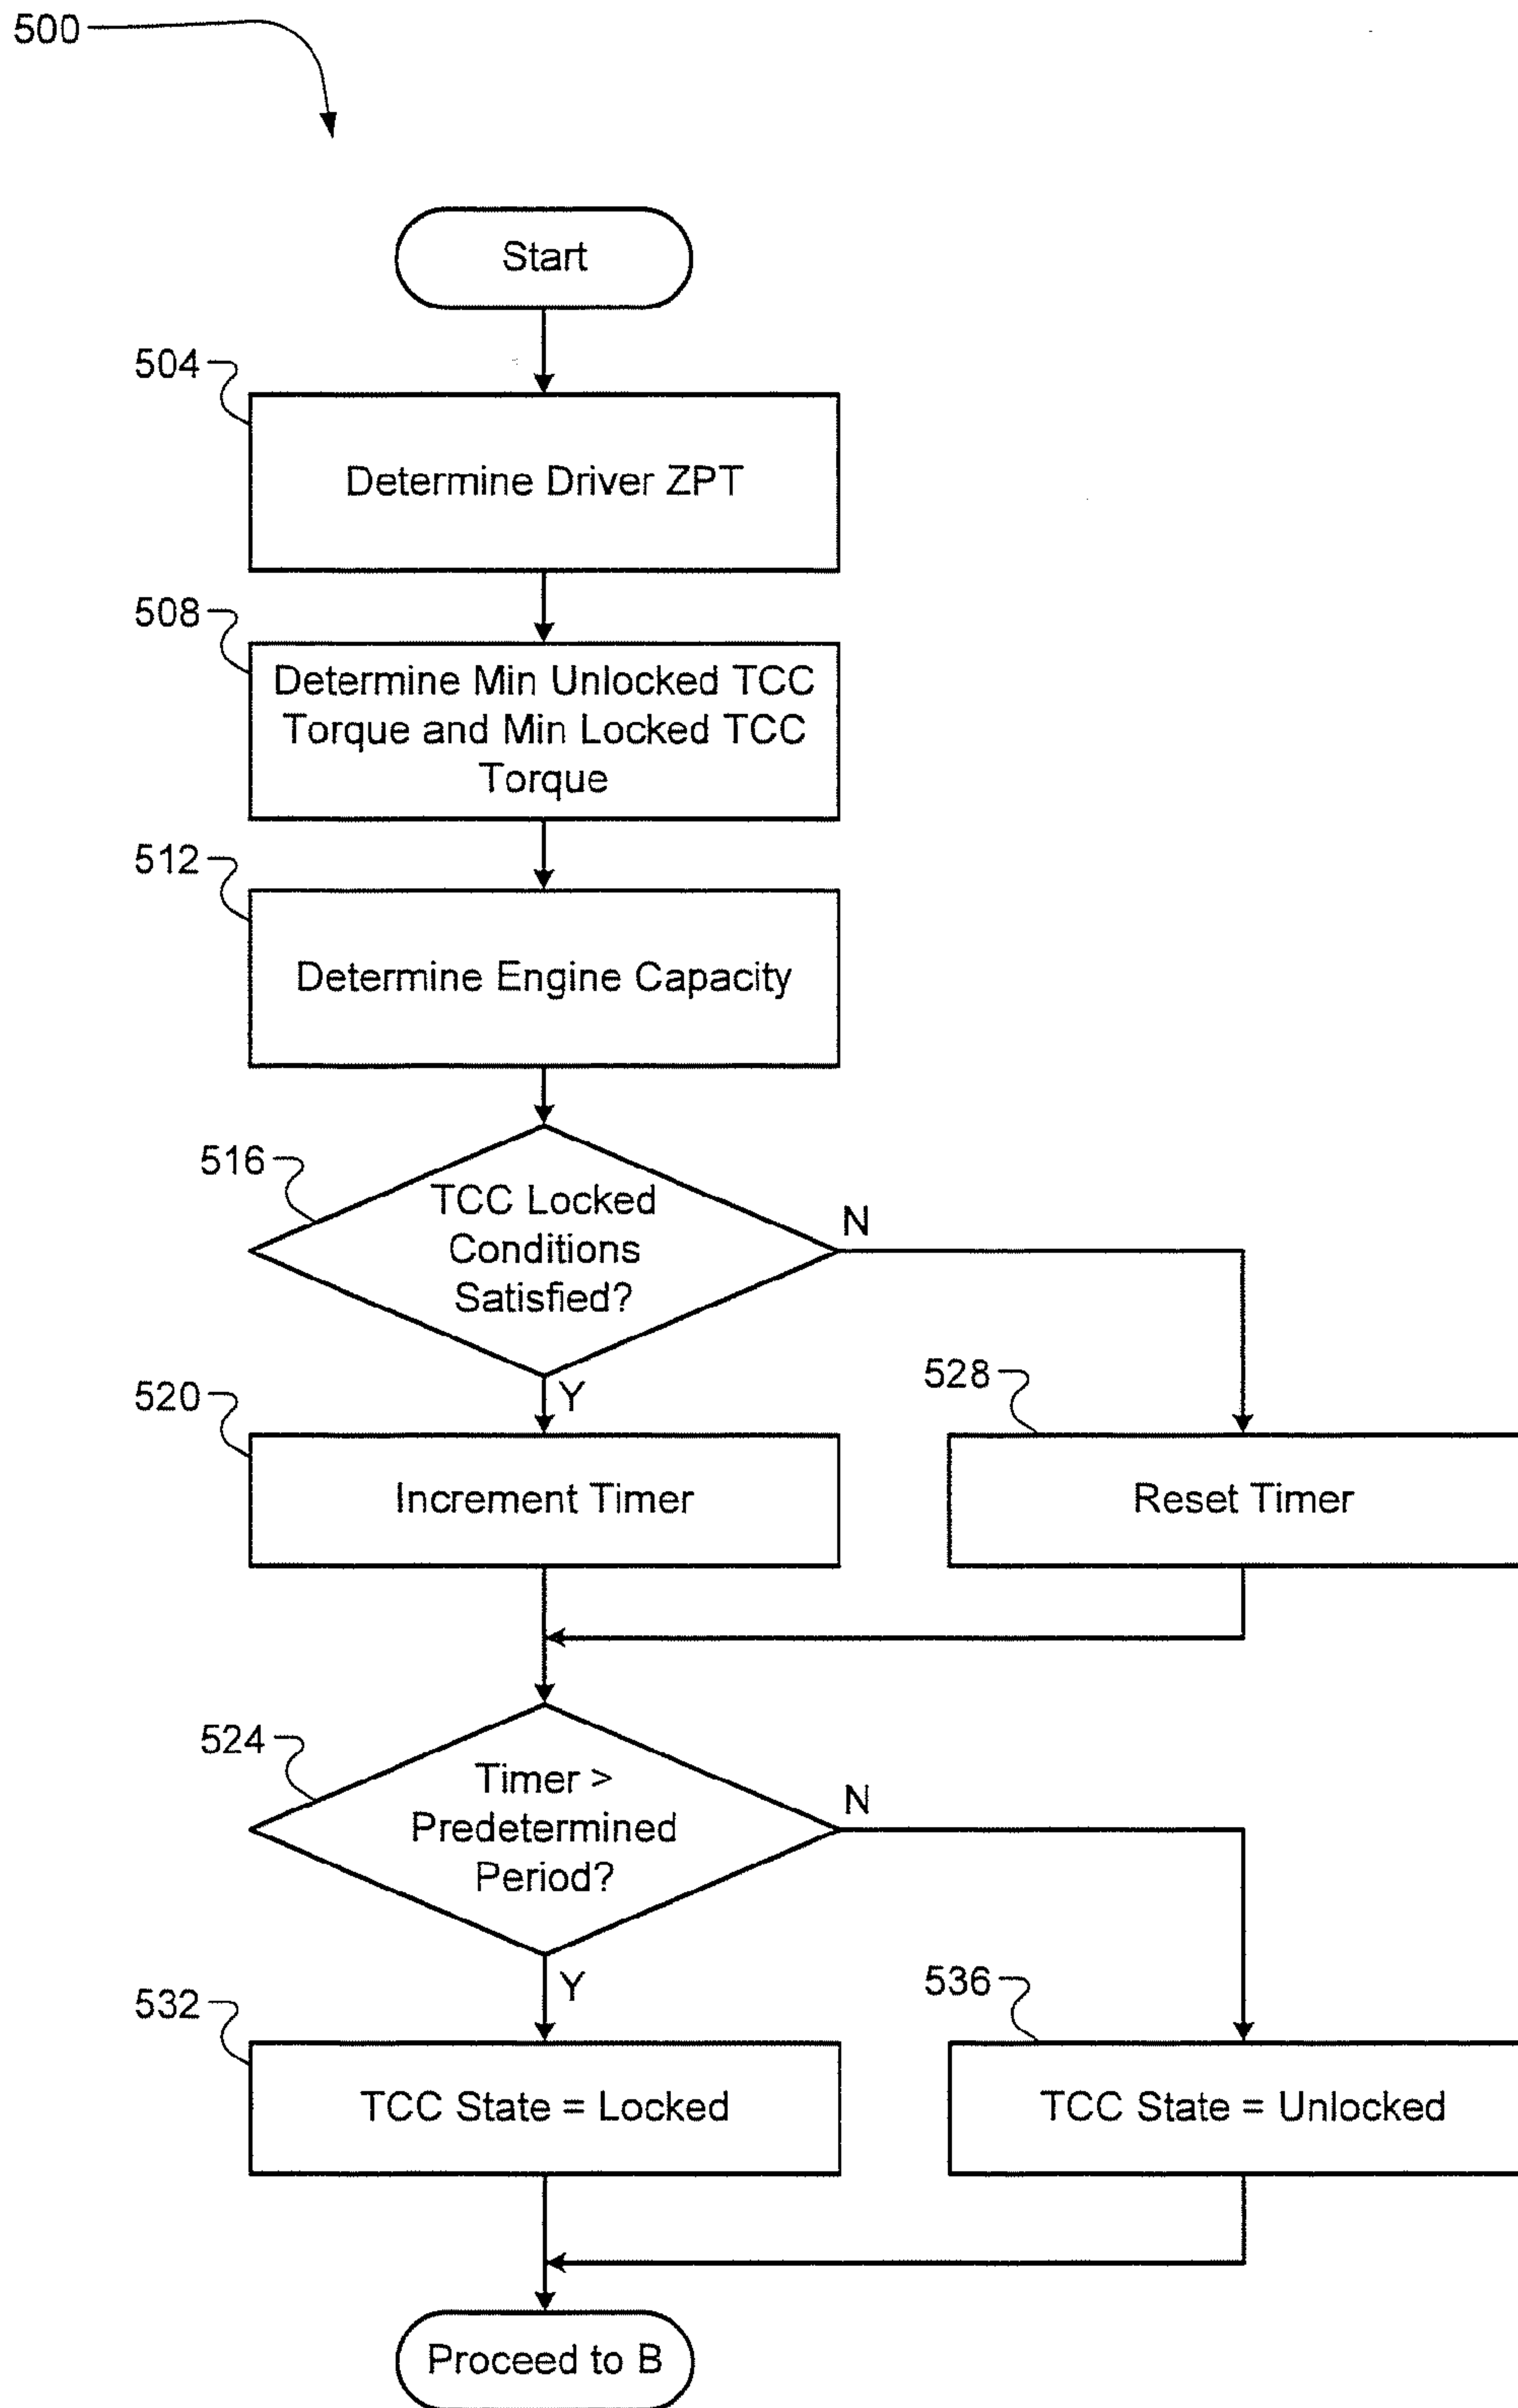 500
Start
504
Determine Driver ZPT
508
Determine Min Unlocked TCC
Torque and Min Locked TCC
Torque
512
Determine Engine Capacity
516
TCC Locked
Conditions
Satisfied?
N
Y
520
Increment Timer
528
Reset Timer
524
Timer >
Predetermined
Period?
N
Y
532
TCC State = Locked
536
TCC State = Unlocked
Proceed to B